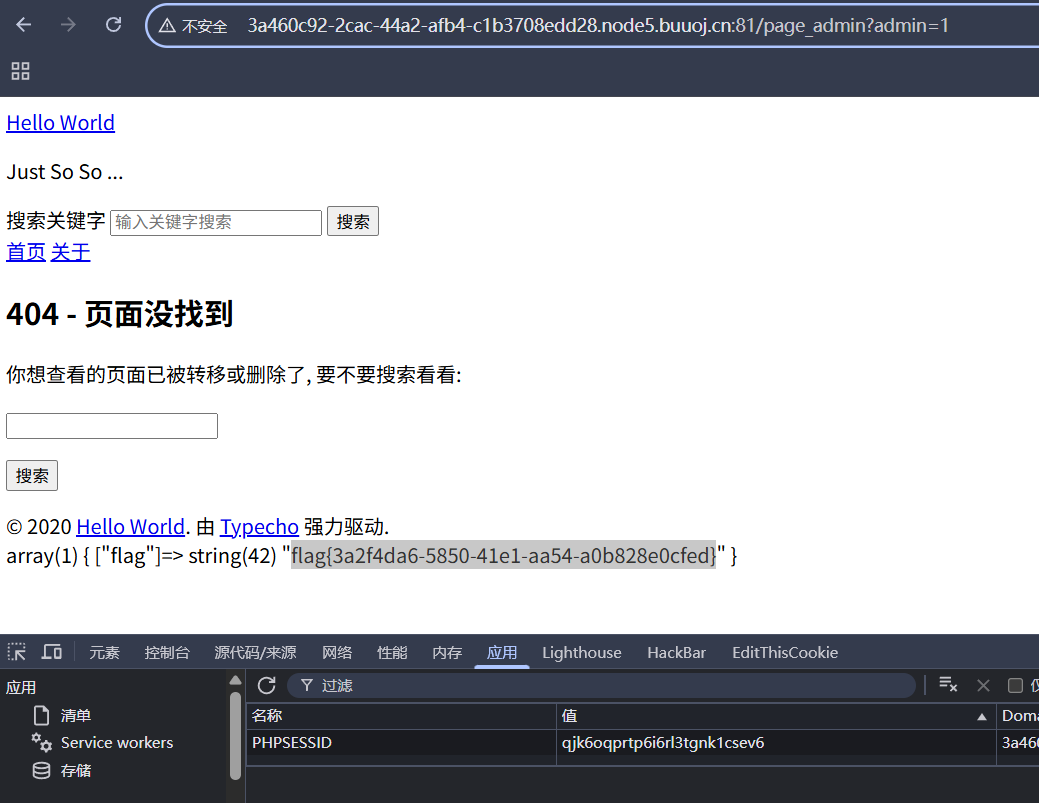 不安全 3a460c92-2cac-44a2-afb4-c1b3708edd28.node5.buuoj.cn:81/page_admin?admin=1
Hello World
Just So So ...
搜索关键字 输入关键字搜索 搜索
首页 关于
404 - 页面没找到
你想查看的页面已被转移或删除了, 要不要搜索看看:
搜索
© 2020 Hello World. 由 Typecho 强力驱动.
array(1) { ["flag"]=> string(42) "flag{3a2f4da6-5850-41e1-aa54-a0b828e0cfed}" }
元素 控制台 源代码/来源 网络 性能 内存 应用 Lighthouse HackBar EditThisCookie
应用 过滤
清单 名称 值
Service workers PHPSESSID qjk6oqprtp6i6rl3tgnk1csev6
存储